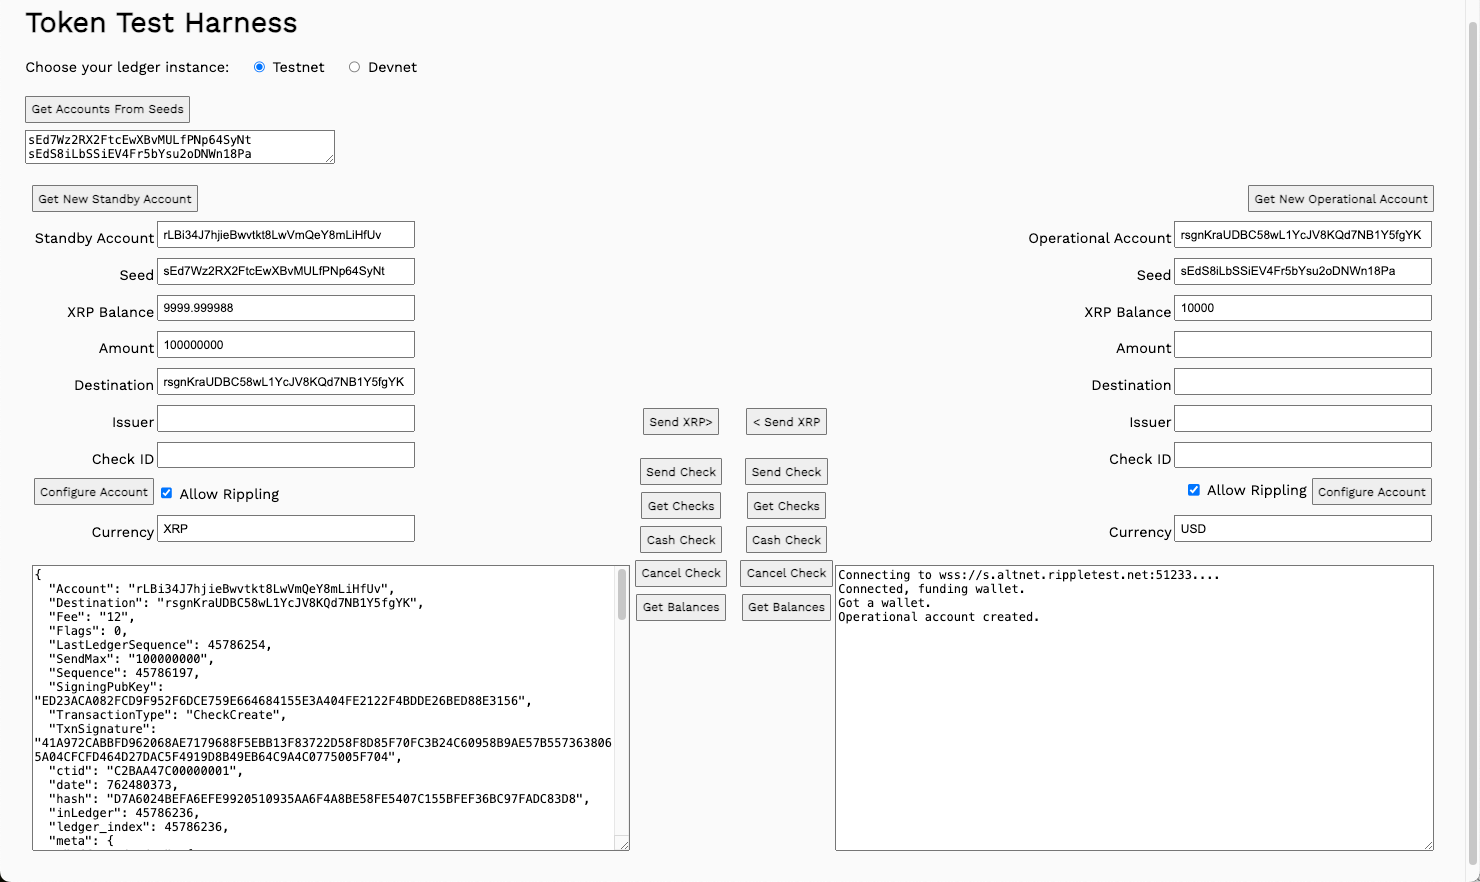 Token Test Harness
Choose your ledger instance: Testnet Devnet
Get Accounts From Seeds
sEd7Wz2RX2FtcEwXBvMULfPNp64SyNt
sEdS8iLbSSiEV4Fr5bYsu2oDNWn18Pa
Get New Standby Account
Standby Account rLBi34J7hjieBwvtkt8LwVmQeY8mLiHfUv
Seed sEd7Wz2RX2FtcEwXBvMULfPNp64SyNt
XRP Balance 9999.999988
Amount 100000000
Destination rsgnKraUDBC58wL1YcJV8KQd7NB1Y5fgYK
Issuer
Check ID
Configure Account Allow Rippling
Currency XRP
{
"Account": "rLBi34J7hjieBwvtkt8LwVmQeY8mLiHfUv",
"Destination": "rsgnKraUDBC58wL1YcJV8KQd7NB1Y5fgYK",
"Fee": "12",
"Flags": 0,
"LastLedgerSequence": 45786254,
"SendMax": "100000000",
"Sequence": 45786197,
"SigningPubKey":
"ED23ACA082FCD9F952F6DCE759E664684155E3A404FE2122F4BDDE26BED88E3156",
"TransactionType": "CheckCreate",
"TxnSignature":
"41A972CABBFD962068AE7179688F5EBB13F83722D58F8D85F70FC3B24C60958B9AE57B557363806
5A04CFCFD464D27DAC5F4919D8B49EB64C9A4C0775005F704",
"ctid": "C2BAA47C00000001",
"date": 762480373,
"hash": "D7A6024BEFA6EFE9920510935AA6F4A8BE58FE5407C155BFEF36BC97FADC83D8",
"inLedger": 45786236,
"ledger_index": 45786236,
"meta": {
Send XRP> < Send XRP
Send Check Send Check
Get Checks Get Checks
Cash Check Cash Check
Cancel Check Cancel Check
Get Balances Get Balances
Get New Operational Account
Operational Account rsgnKraUDBC58wL1YcJV8KQd7NB1Y5fgYK
Seed sEdS8iLbSSiEV4Fr5bYsu2oDNWn18Pa
XRP Balance 10000
Amount
Destination
Issuer
Check ID
Allow Rippling Configure Account
Currency USD
Connecting to wss://s.altnet.rippletest.net:51233....
Connected, funding wallet.
Got a wallet.
Operational account created.